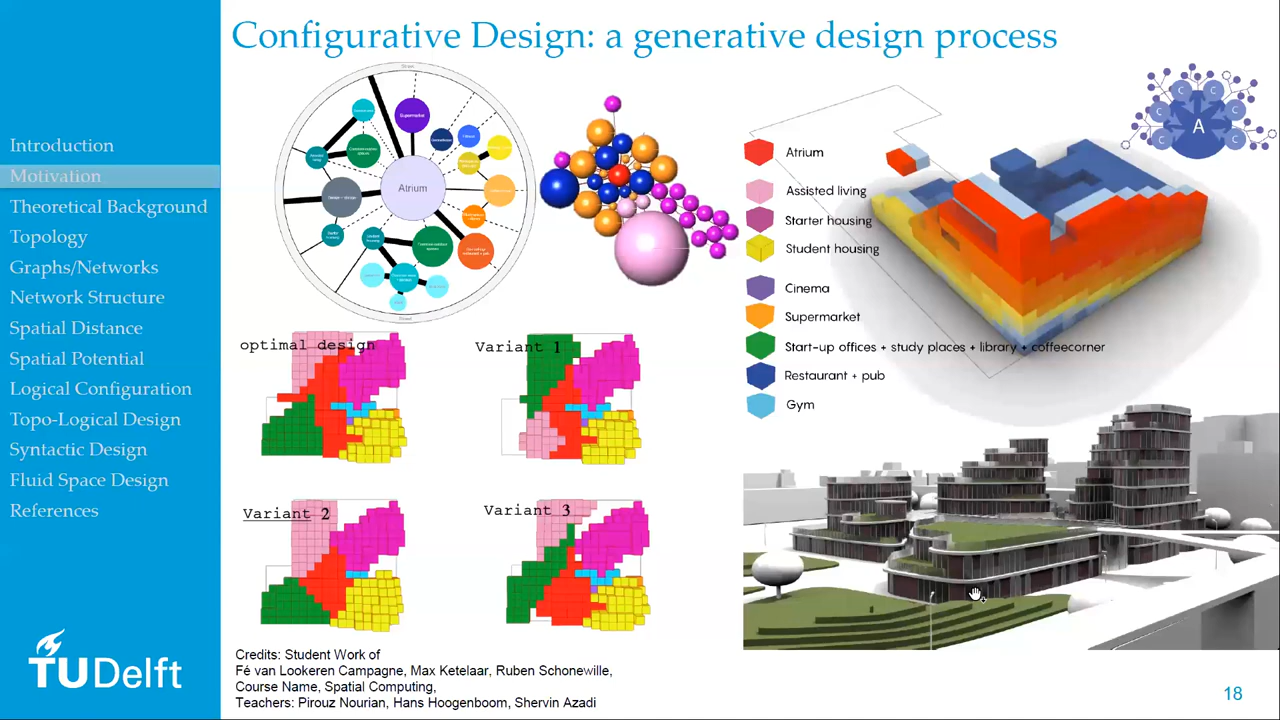 Configurative Design: a generative design process
Introduction
Motivation
Theoretical Background
Topology
Graphs/Networks
Network Structure
Spatial Distance
Spatial Potential
Logical Configuration
Topo-Logical Design
Syntactic Design
Fluid Space Design
References
TU Delft
Supermarket
Atrium
optimal design
Variant 1
Variant 2
Variant 3
Atrium
Assisted living
Starter housing
Student housing
Cinema
Supermarket
Start-up offices + study places + library + coffeecorner
Restaurant + pub
Gym
C
C
C
C
A
Credits: Student Work of
Fé van Lookeren Campagne, Max Ketelaar, Ruben Schonewille,
Course Name, Spatial Computing,
Teachers: Pirouz Nourian, Hans Hoogenboom, Shervin Azadi
18